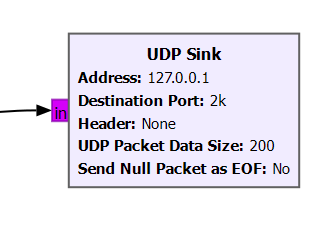 UDP Sink
Address: 127.0.0.1
Destination Port: 2k
in
Header: None
UDP Packet Data Size: 200
Send Null Packet as EOF: No